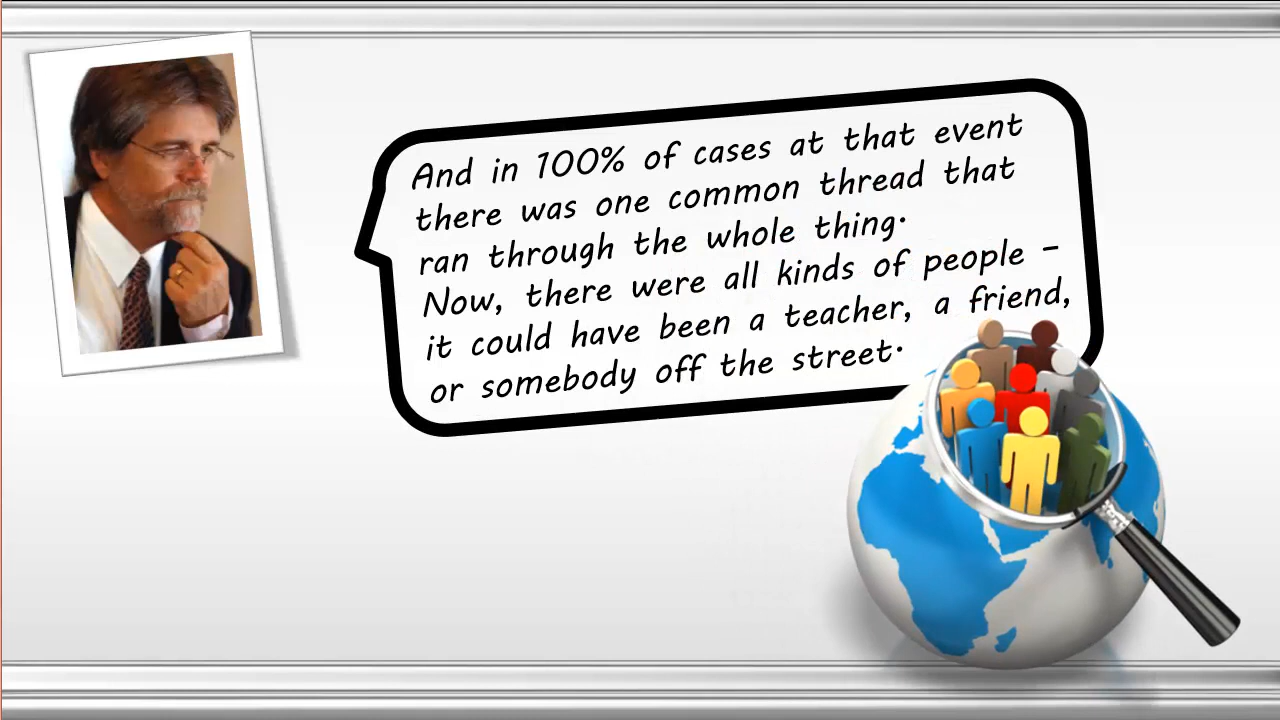 And in 100% of cases at that event
there was one common thread that
ran through the whole thing.
Now, there were all kinds of people –
it could have been a teacher, a friend,
or somebody off the street.